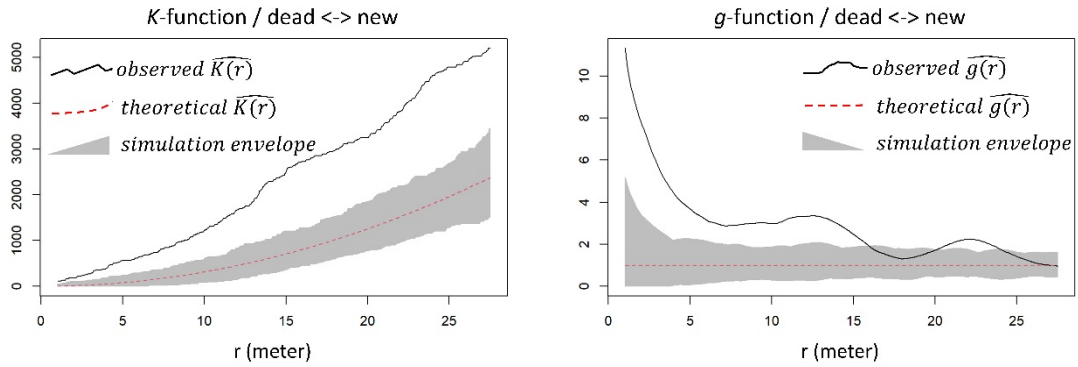 K-function / dead <-> new
5000
4000
3000
2000
1000
0
observed K(r)
theoretical K(r)
simulation envelope
0 5 10 15 20 25
r (meter)
g-function / dead <-> new
10
8
6
4
2
0
observed g(r)
theoretical g(r)
simulation envelope
0 5 10 15 20 25
r (meter)